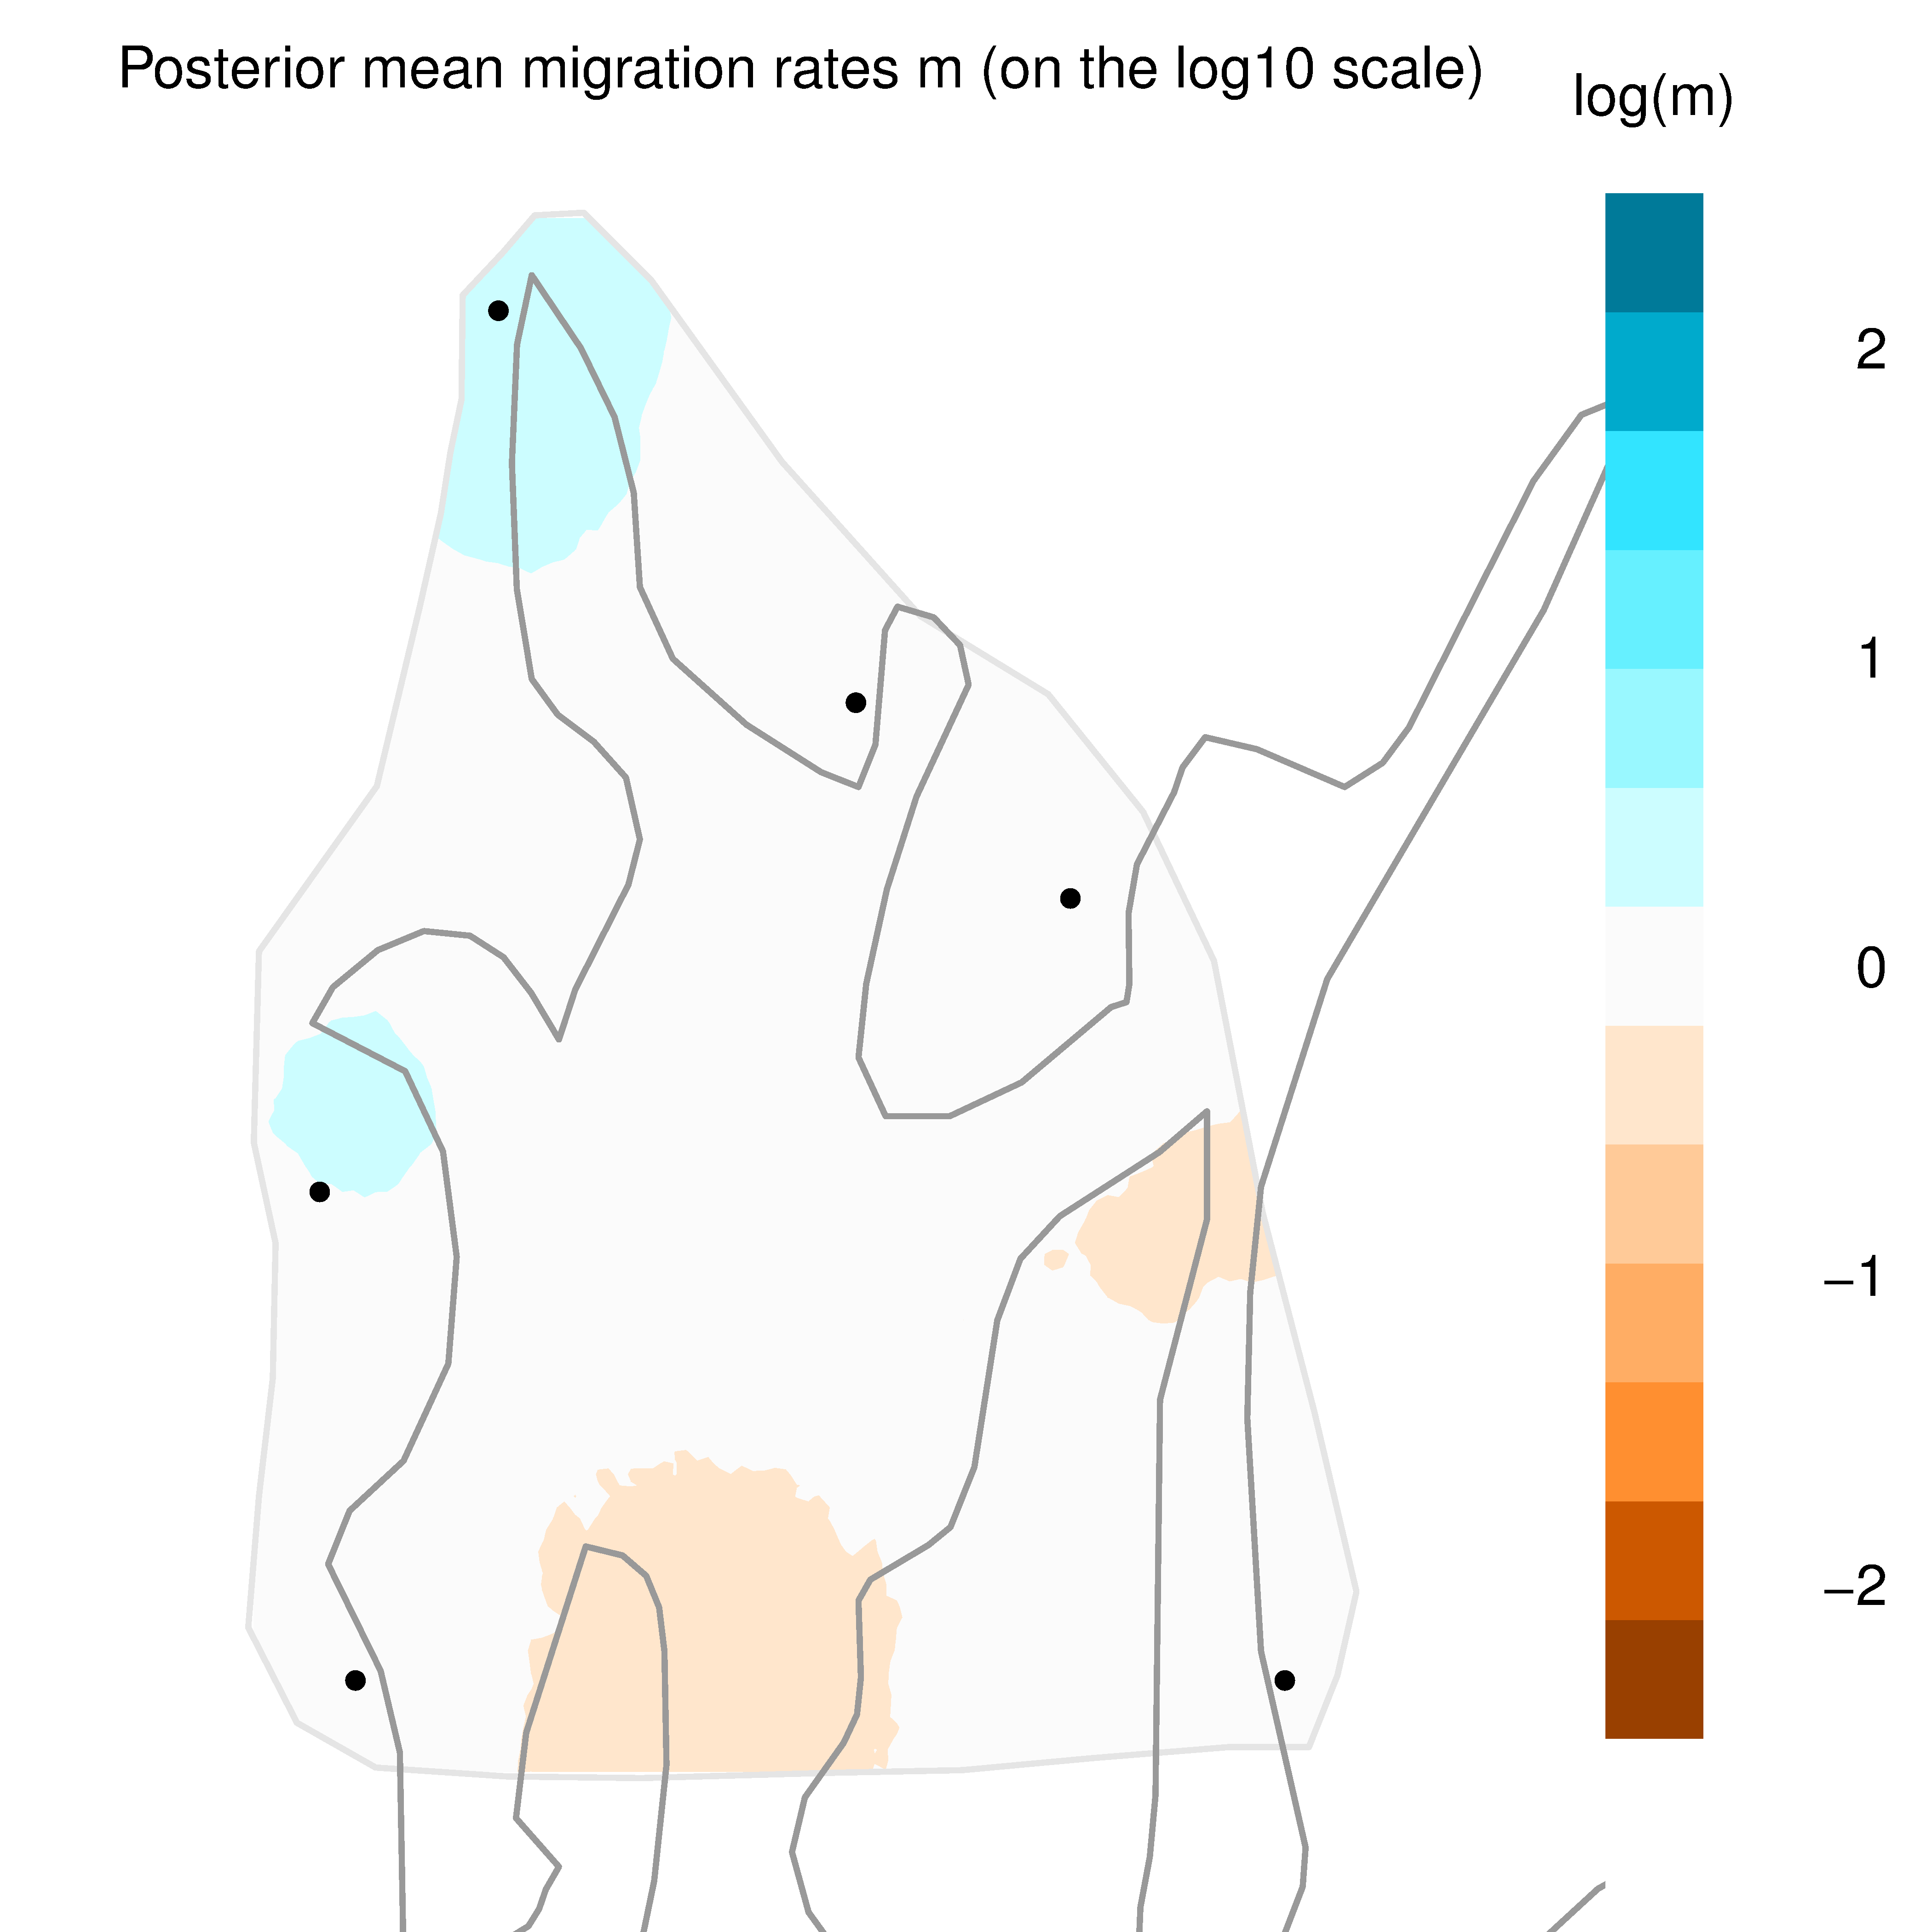 Posterior mean migration rates m (on the log10 scale)
log(m)
2
1
0
−1
−2